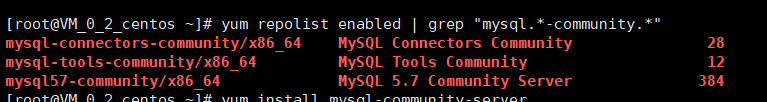 [root@VM_0_2_centos ~]# yum repolist enabled | grep "mysql.*-community.*"
mysql-connectors-community/x86_64 MySQL Connectors Community 28
mysql-tools-community/x86_64 MySQL Tools Community 12
mysql57-community/x86_64 MySQL 5.7 Community Server 384
[root@VM_0_2_centos ~]# yum install mysql-community-server